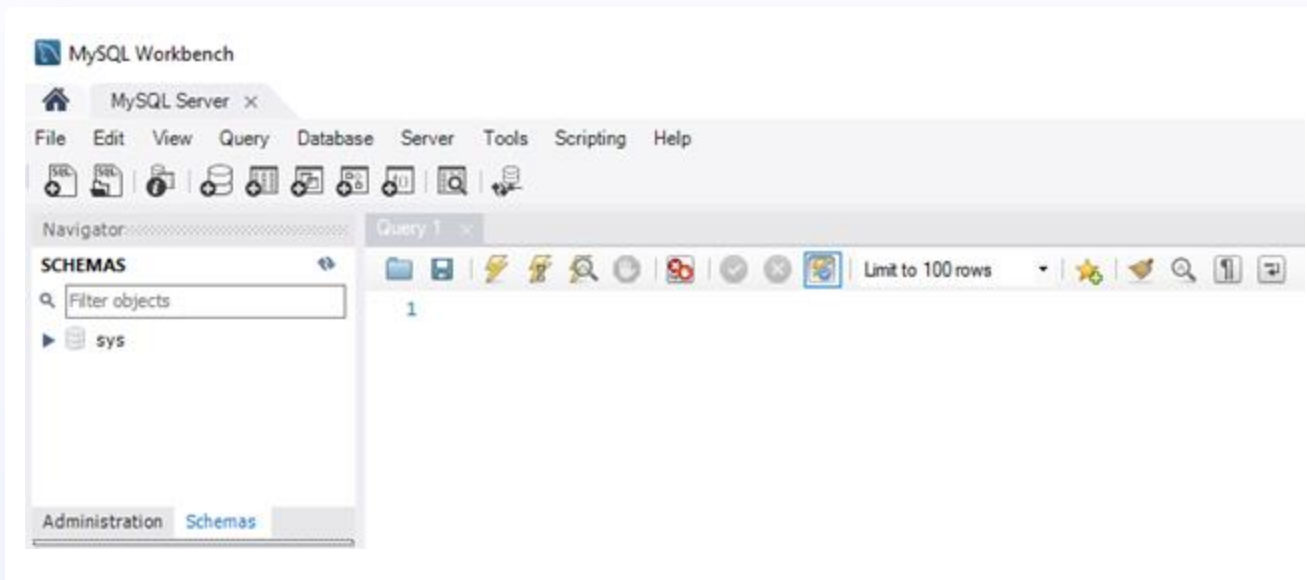 MySQL Workbench
MySQL Server
File Edit View Query Database Server Tools Scripting Help
Navigator
Query 1
SCHEMAS
Limit to 100 rows
Filter objects
1
sys
Administration Schemas